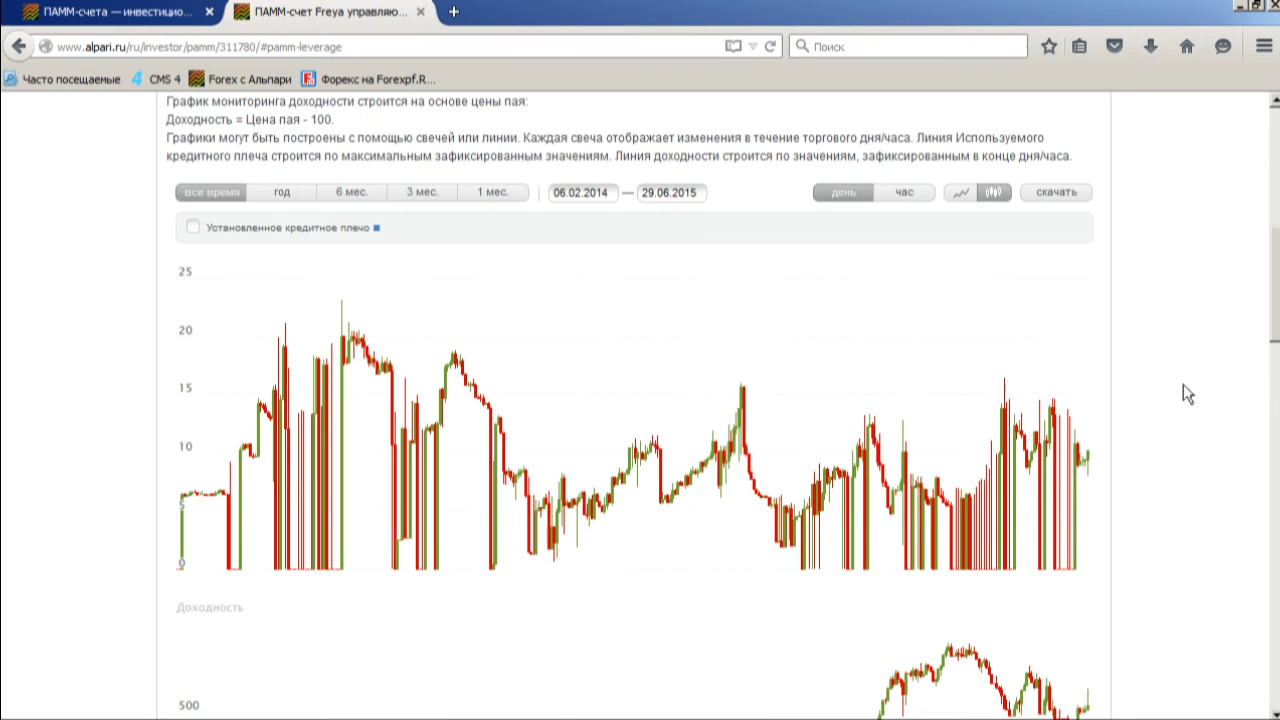 ПАММ-счета — инвестицио...
ПАММ-счет Freya управляю...
www.alpari.ru/ru/investor/pamm/311780/#pamm-leverage
Поиск
Часто посещаемые
CMS 4
Forex с Альпари
Форекс на Forexpf.R...
График мониторинга доходности строится на основе цены пая:
Доходность = Цена пая - 100.
Графики могут быть построены с помощью свечей или линии. Каждая свеча отображает изменения в течение торгового дня/часа. Линия Используемого
кредитного плеча строится по максимальным зафиксированным значениям. Линия доходности строится по значениям, зафиксированным в конце дня/часа.
все время год 6 мес. 3 мес. 1 мес. 06.02.2014 — 29.06.2015 день час скачать
Установленное кредитное плечо
25
20
15
10
5
0
Доходность
500